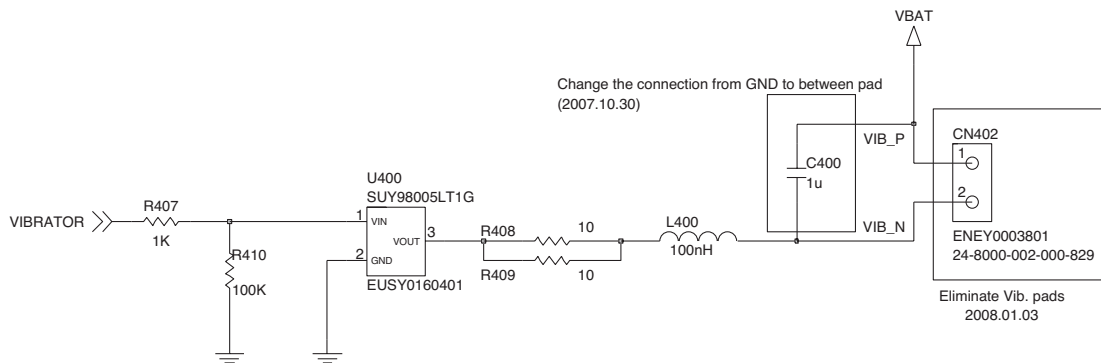 VBAT
Change the connection from GND to between pad
(2007.10.30)
VIB_P
CN402
C400
1u
1
U400
SUY98005LT1G
R407
VIBRATOR
1K
1
VIN
2
L400
100nH
VIB_N
R408
10
3
VOUT
R410
100K
2
GND
R409
10
ENEY0003801
24-8000-002-000-829
EUSY0160401
Eliminate Vib. pads
2008.01.03